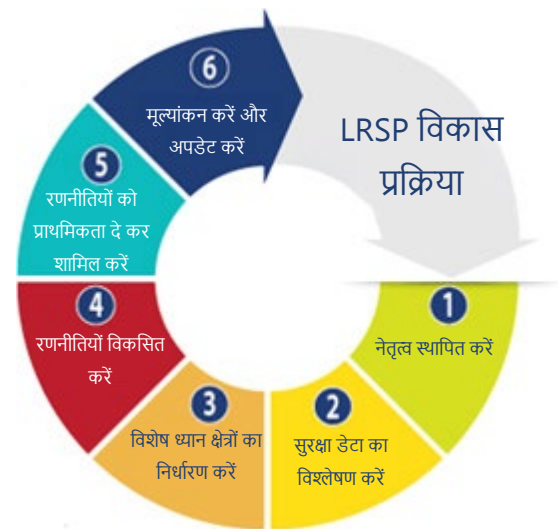 LRSP विकास
प्रक्रिया
1
नेतृत्व स्थापित करें
2
सुरक्षा डेटा का
विश्लेषण करें
3
विशेष ध्यान क्षेत्रों का
निर्धारण करें
4
रणनीतियों विकसित
करें
5
रणनीतियों को
प्राथमिकता दे कर
शामिल करें
6
मूल्यांकन करें और
अपडेट करें